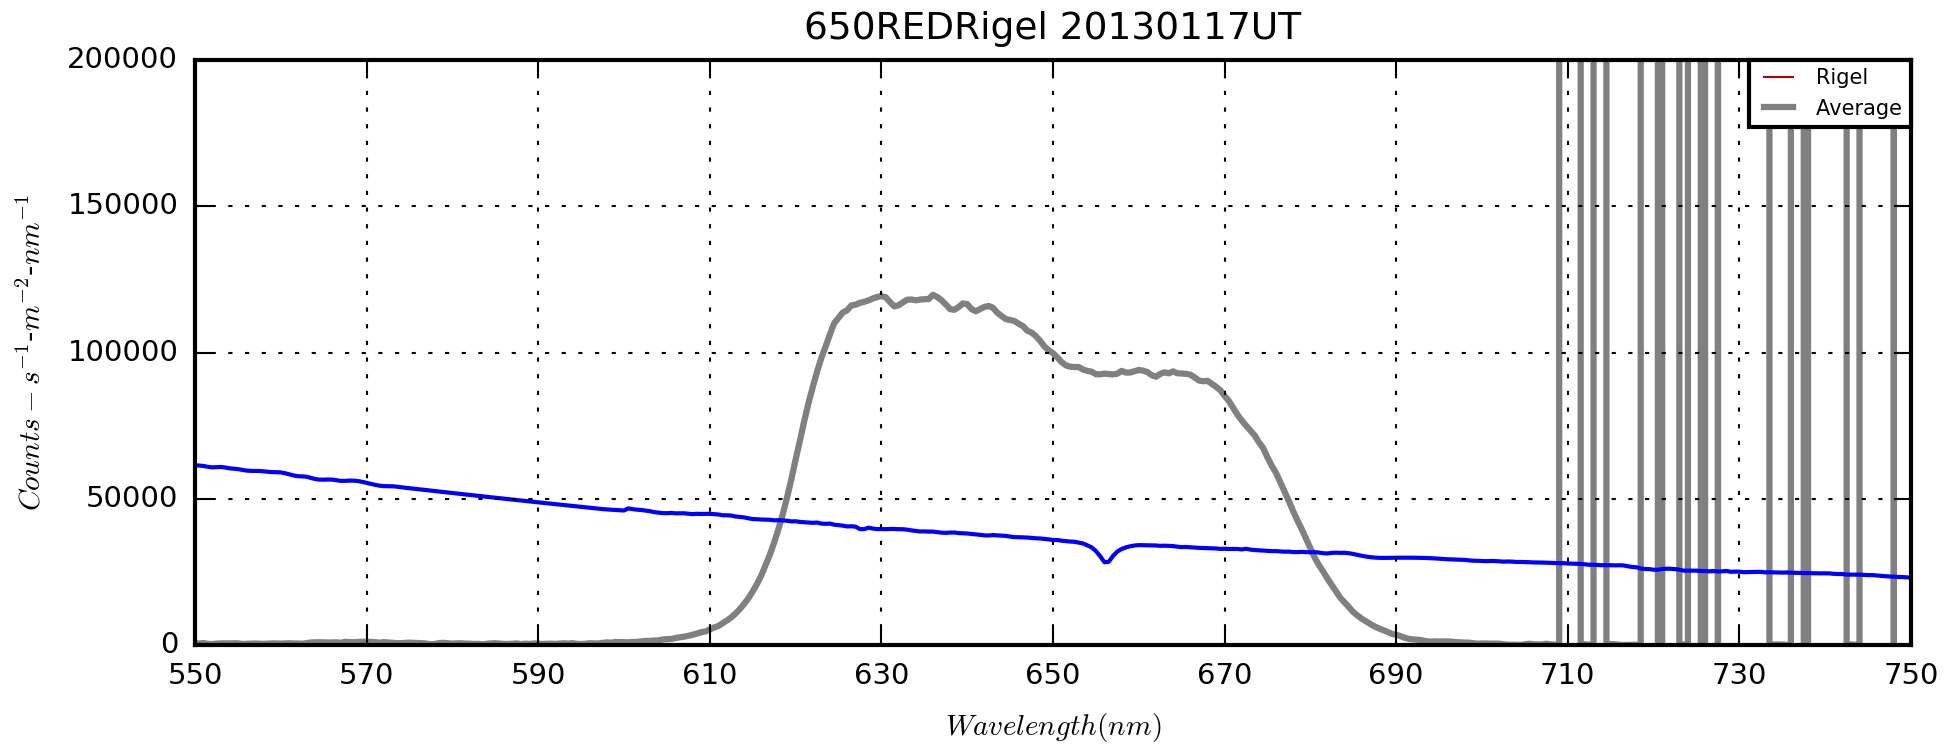 650REDRigel 20130117UT
200000
150000
100000
50000
0
Counts − s⁻¹-m⁻²-nm⁻¹
Rigel
Average
550 570 590 610 630 650 670 690 710 730 750
Wavelength(nm)